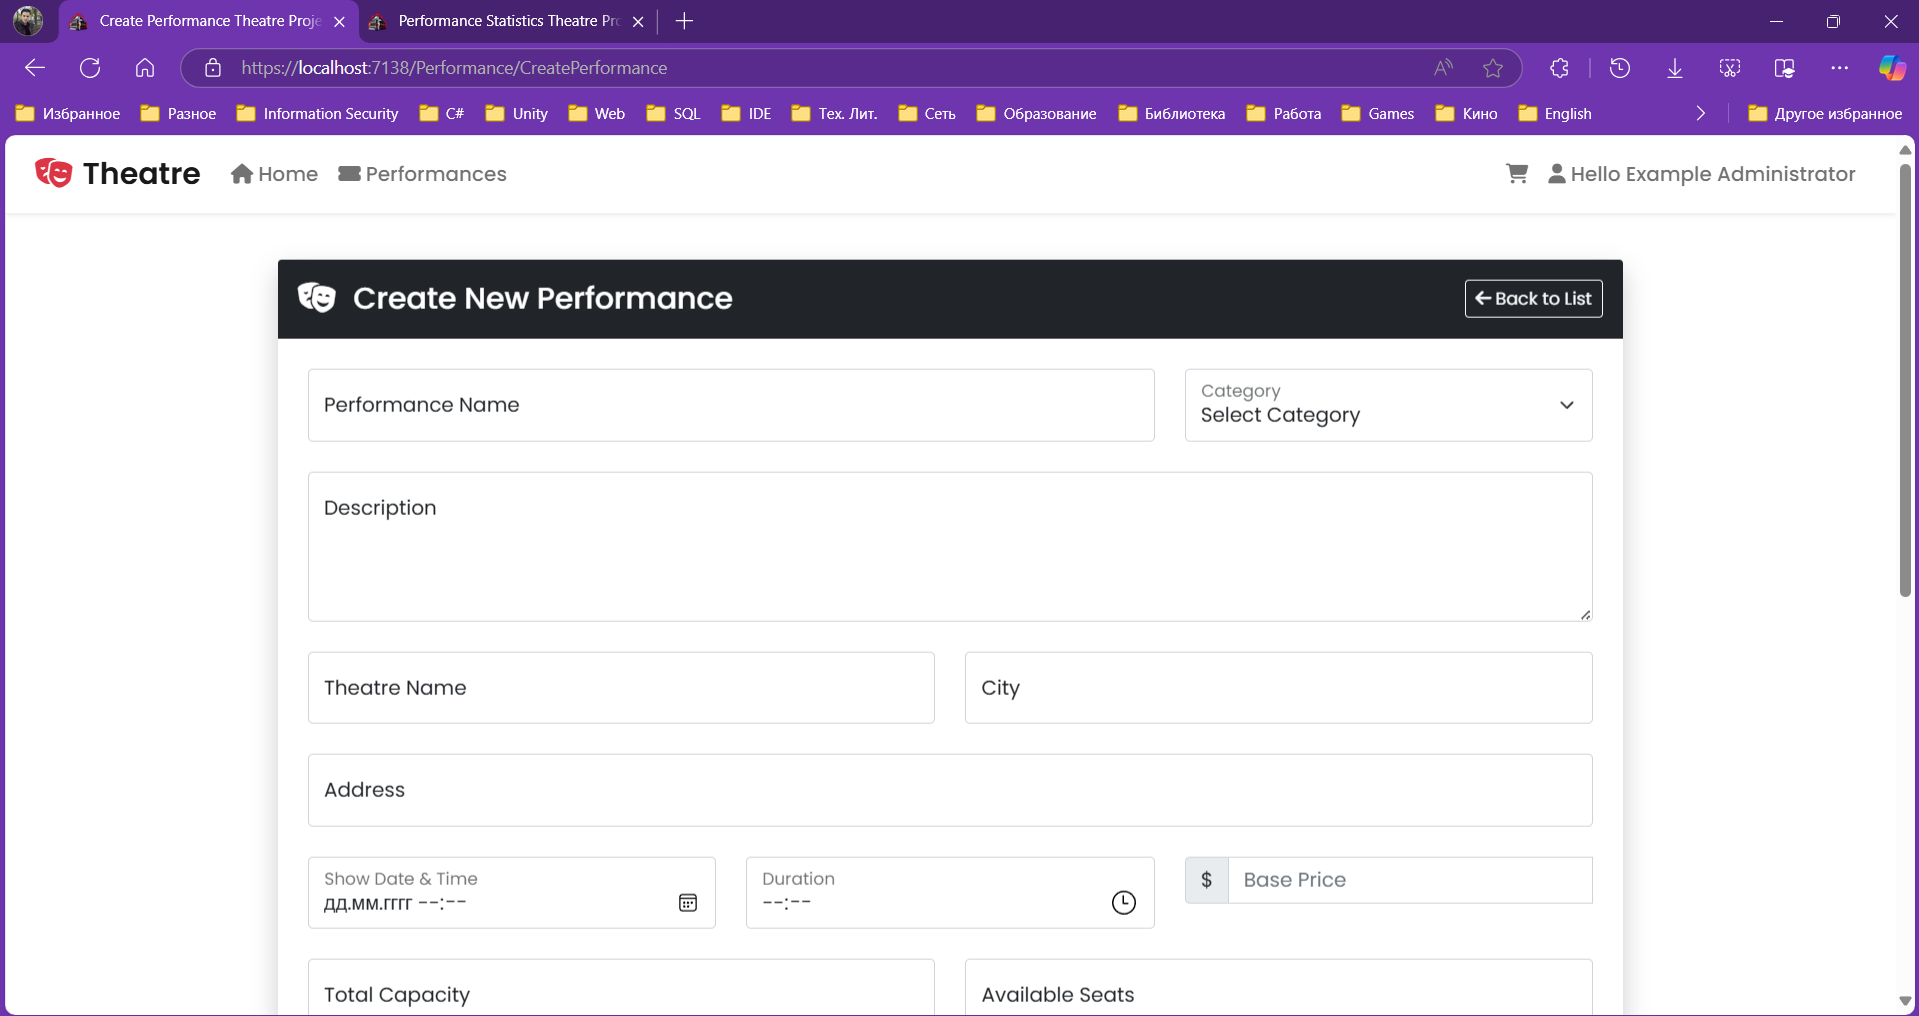 Create Performance Theatre Proje
Performance Statistics Theatre Pro
https://localhost:7138/Performance/CreatePerformance
Избранное Разное Information Security C# Unity Web SQL IDE Тех. Лит. Сеть Образование Библиотека Работа Games Кино English Другое избранное
Theatre Home Performances Hello Example Administrator
Create New Performance
Back to List
Performance Name
Category
Select Category
Description
Theatre Name
City
Address
Show Date & Time
дд.мм.гггг --:--
Duration
--:--
$ Base Price
Total Capacity
Available Seats